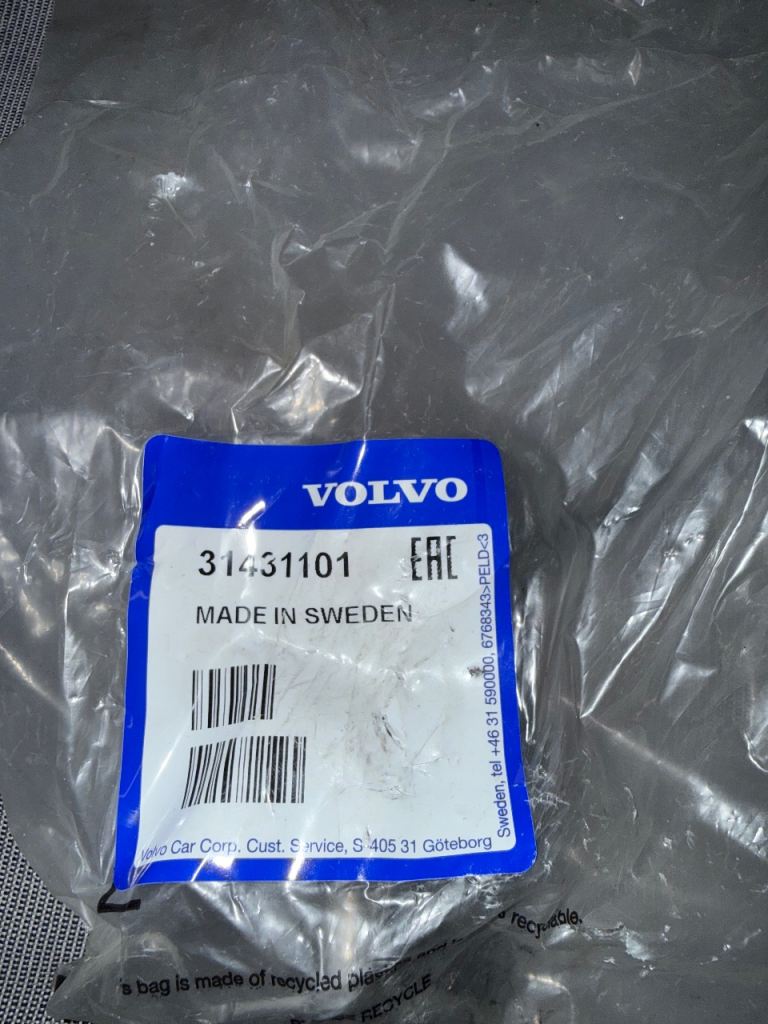 VOLVO
31431101 EAC
MADE IN SWEDEN
Volvo Car Corp. Cust. Service, S-405 31 Göteborg
Sweden, tel +46 31 590000, 6768343>PELD<3
s bag is made of recycled and recyclable.
RECYCLE